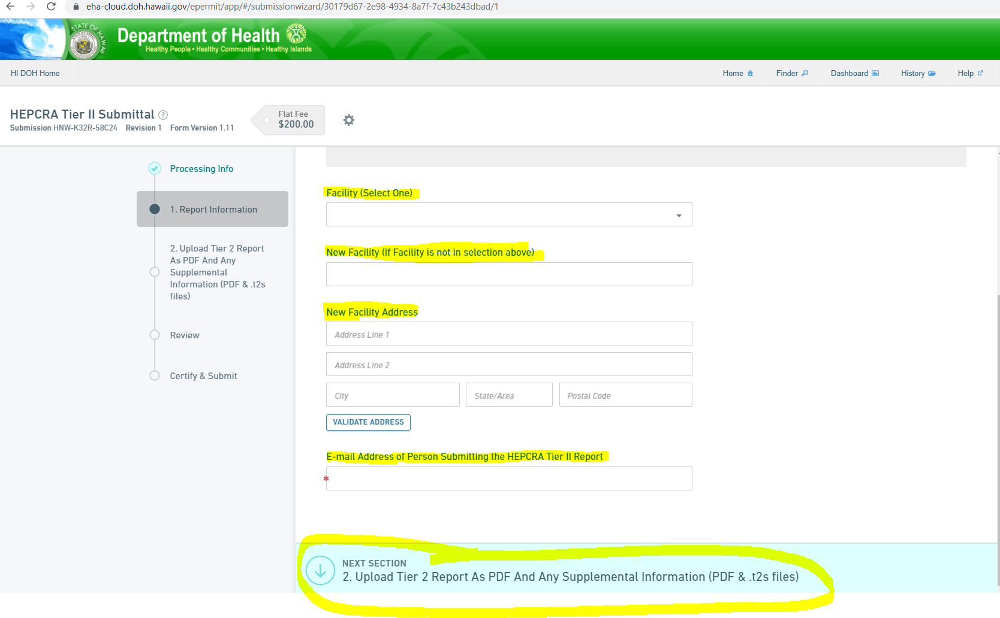 eha-cloud.doh.hawaii.gov/epermit/app/#/submissionwizard/30179d67-2e98-4934-8a7f-7c43b243dbad/1
STATE OF HAWAII
Department of Health
Healthy People • Healthy Communities • Healthy Islands
HI DOH Home
Home
Finder
Dashboard
History
Help
HEPCRA Tier II Submittal ?
Submission HNW-K32R-58C24 Revision 1 Form Version 1.11
Flat Fee
$200.00
Processing Info
1. Report Information
2. Upload Tier 2 Report
As PDF And Any
Supplemental
Information (PDF & .t2s
files)
Review
Certify & Submit
Facility (Select One)
New Facility (If Facility is not in selection above)
New Facility Address
Address Line 1
Address Line 2
City
State/Area
Postal Code
VALIDATE ADDRESS
E-mail Address of Person Submitting the HEPCRA Tier II Report
*
NEXT SECTION
2. Upload Tier 2 Report As PDF And Any Supplemental Information (PDF & .t2s files)